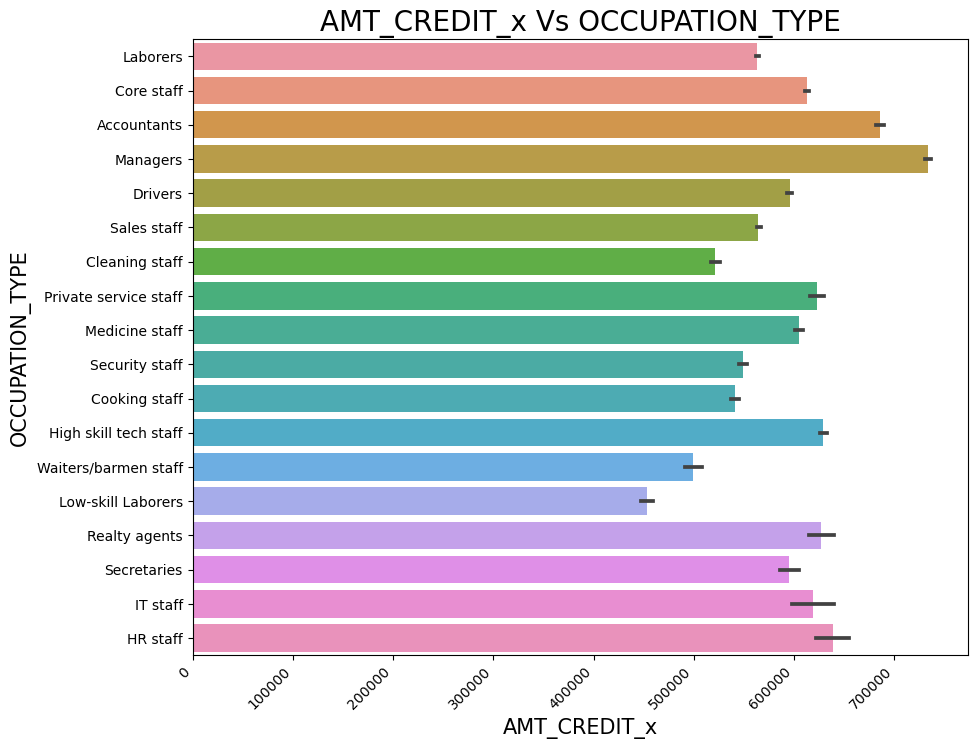 AMT_CREDIT_x Vs OCCUPATION_TYPE
OCCUPATION_TYPE
Laborers
Core staff
Accountants
Managers
Drivers
Sales staff
Cleaning staff
Private service staff
Medicine staff
Security staff
Cooking staff
High skill tech staff
Waiters/barmen staff
Low-skill Laborers
Realty agents
Secretaries
IT staff
HR staff
0 100000 200000 300000 400000 500000 600000 700000
AMT_CREDIT_x